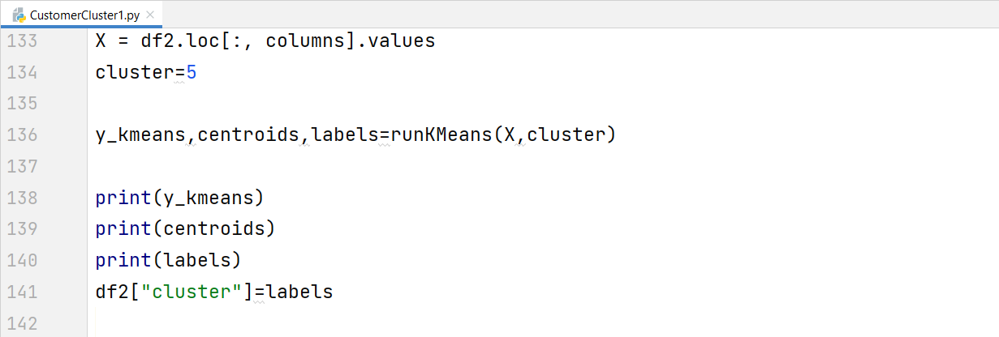 CustomerCluster1.py
133 X = df2.loc[:, columns].values
134 cluster=5
135
136 y_kmeans,centroids,labels=runKMeans(X,cluster)
137
138 print(y_kmeans)
139 print(centroids)
140 print(labels)
141 df2["cluster"]=labels
142